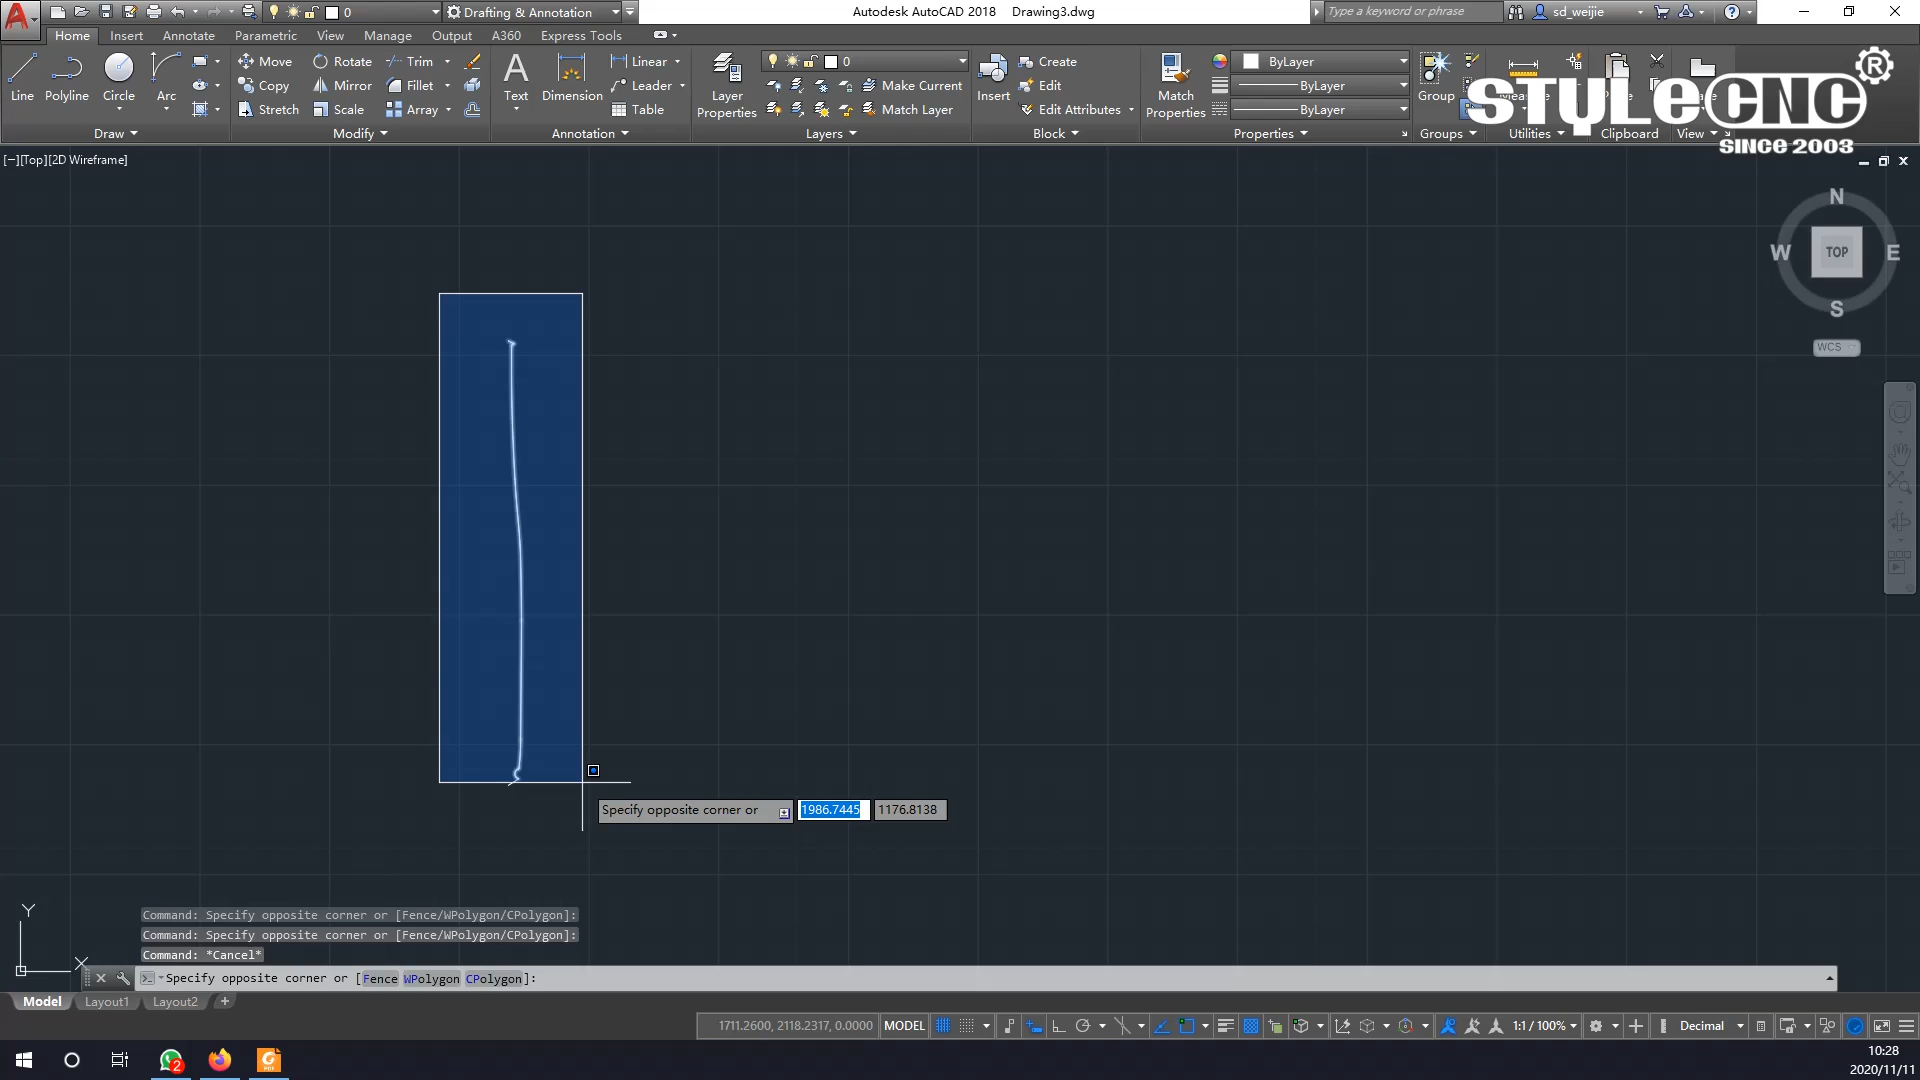 0
Drafting & Annotation
Autodesk AutoCAD 2018 Drawing3.dwg
Type a keyword or phrase
sd_weijie
Home Insert Annotate Parametric View Manage Output A360 Express Tools
Line Polyline Circle Arc
Move Rotate Trim
Copy Mirror Fillet
Stretch Scale Array
Text Dimension
Linear
Leader
Table
Layer Properties
0
Make Current
Match Layer
Insert
Create
Edit
Edit Attributes
Match Properties
ByLayer
ByLayer
ByLayer
Group
STYLECNC®
SINCE 2003
Draw Modify Annotation Layers Block Properties Groups Utilities Clipboard View
[−][Top][2D Wireframe]
N
W TOP E
S
WCS
Specify opposite corner or 1986.7445 1176.8138
Y
X
Command: Specify opposite corner or [Fence/WPolygon/CPolygon]:
Command: Specify opposite corner or [Fence/WPolygon/CPolygon]:
Command: *Cancel*
Specify opposite corner or [Fence WPolygon CPolygon]:
Model Layout1 Layout2 +
1711.2600, 2118.2317, 0.0000 MODEL 1:1 / 100% Decimal
2
10:28
2020/11/11